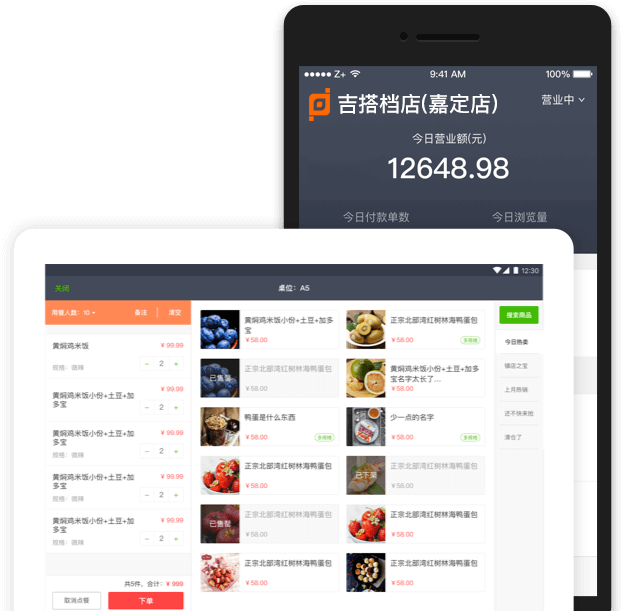 Z+ 9:41 AM 100%
吉搭档店(嘉定店) 营业中
今日营业额(元)
12648.98
今日付款单数 今日浏览量
12:30
关闭 桌位: A5
用餐人数: 10 备注 清空
黄焖鸡米饭 ¥ 99.99
规格: 微辣 − 2 +
黄焖鸡米饭小份+土豆+加多宝 ¥ 99.99
− 2 +
黄焖鸡米饭小份+土豆+加多宝 ¥ 99.99
规格: 微辣 − 2 +
黄焖鸡米饭小份+土豆+加多宝 ¥ 99.99
规格: 微辣 − 2 +
黄焖鸡米饭小份+土豆+加多宝 ¥ 99.99
规格: 微辣 − 2 +
共5件, 合计: ¥ 999
取消点餐 下单
黄焖鸡米饭小份+土豆+加多宝
¥58.00
正宗北部湾红树林海鸭蛋包
¥58.00 多规格
已售罄
正宗北部湾红树林海鸭蛋包
¥58.00
黄焖鸡米饭小份+土豆+加多宝名字太长了...
¥58.00
鸭蛋是什么东西
¥58.00 多规格
少一点的名字
¥58.00 多规格
正宗北部湾红树林海鸭蛋包
¥58.00
已下架
正宗北部湾红树林海鸭蛋包
¥58.00
已售罄
正宗北部湾红树林海鸭蛋包
¥58.00
正宗北部湾红树林海鸭蛋包
¥58.00
正宗北部湾红树林海鸭蛋包
¥58.00
正宗北部湾红树林海鸭蛋包
¥58.00
搜索商品
今日热卖
镇店之宝
上月热销
还不快来抢
清仓了